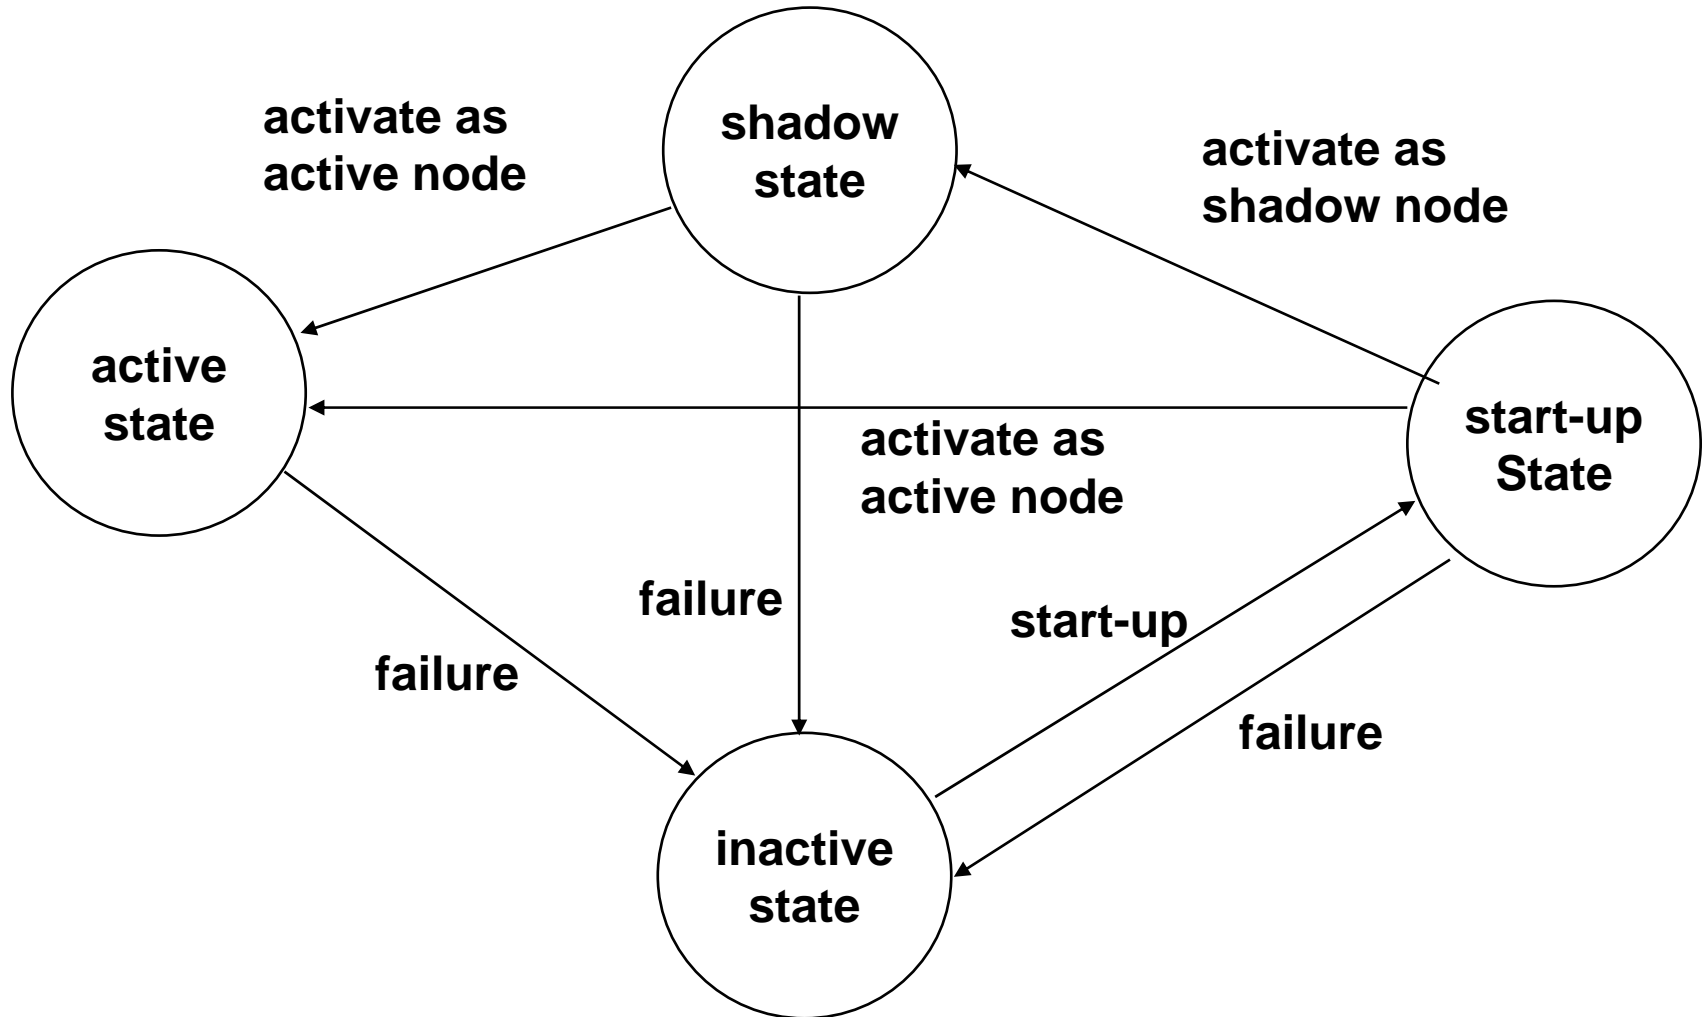 shadow
state
activate as
active node
activate as
shadow node
active
state
start-up
State
activate as
active node
failure
start-up
failure
failure
inactive
state